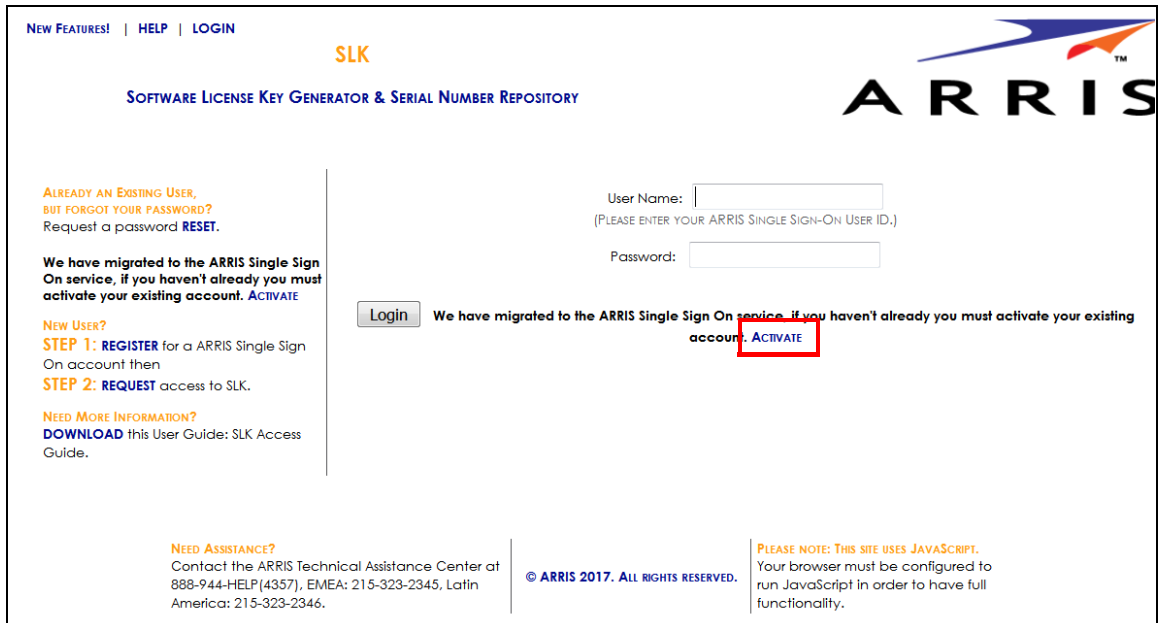 New Features! | HELP | LOGIN
SLK
Software License Key Generator & Serial Number Repository
ARRIS
TM
Already an Existing User,
but forgot your password?
Request a password RESET.
We have migrated to the ARRIS Single Sign
On service, if you haven't already you must
activate your existing account. Activate
New User?
STEP 1: REGISTER for a ARRIS Single Sign
On account then
STEP 2: REQUEST access to SLK.
Need More Information?
DOWNLOAD this User Guide: SLK Access
Guide.
User Name:
(Please enter your ARRIS Single Sign-On User ID.)
Password:
Login
We have migrated to the ARRIS Single Sign On service, if you haven't already you must activate your existing
account. Activate
Need Assistance?
Contact the ARRIS Technical Assistance Center at
888-944-HELP(4357), EMEA: 215-323-2345, Latin
America: 215-323-2346.
© ARRIS 2017. All rights reserved.
Please note: This site uses JavaScript.
Your browser must be configured to
run JavaScript in order to have full
functionality.